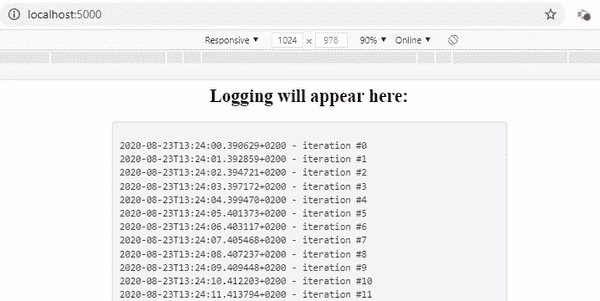 localhost:5000
Responsive ▼ 1024 x 978 90% ▼ Online ▼
Logging will appear here:
2020-08-23T13:24:00.390629+0200 - iteration #0
2020-08-23T13:24:01.392859+0200 - iteration #1
2020-08-23T13:24:02.394721+0200 - iteration #2
2020-08-23T13:24:03.397172+0200 - iteration #3
2020-08-23T13:24:04.399470+0200 - iteration #4
2020-08-23T13:24:05.401373+0200 - iteration #5
2020-08-23T13:24:06.403117+0200 - iteration #6
2020-08-23T13:24:07.405468+0200 - iteration #7
2020-08-23T13:24:08.407237+0200 - iteration #8
2020-08-23T13:24:09.409448+0200 - iteration #9
2020-08-23T13:24:10.412203+0200 - iteration #10
2020-08-23T13:24:11.413794+0200 - iteration #11